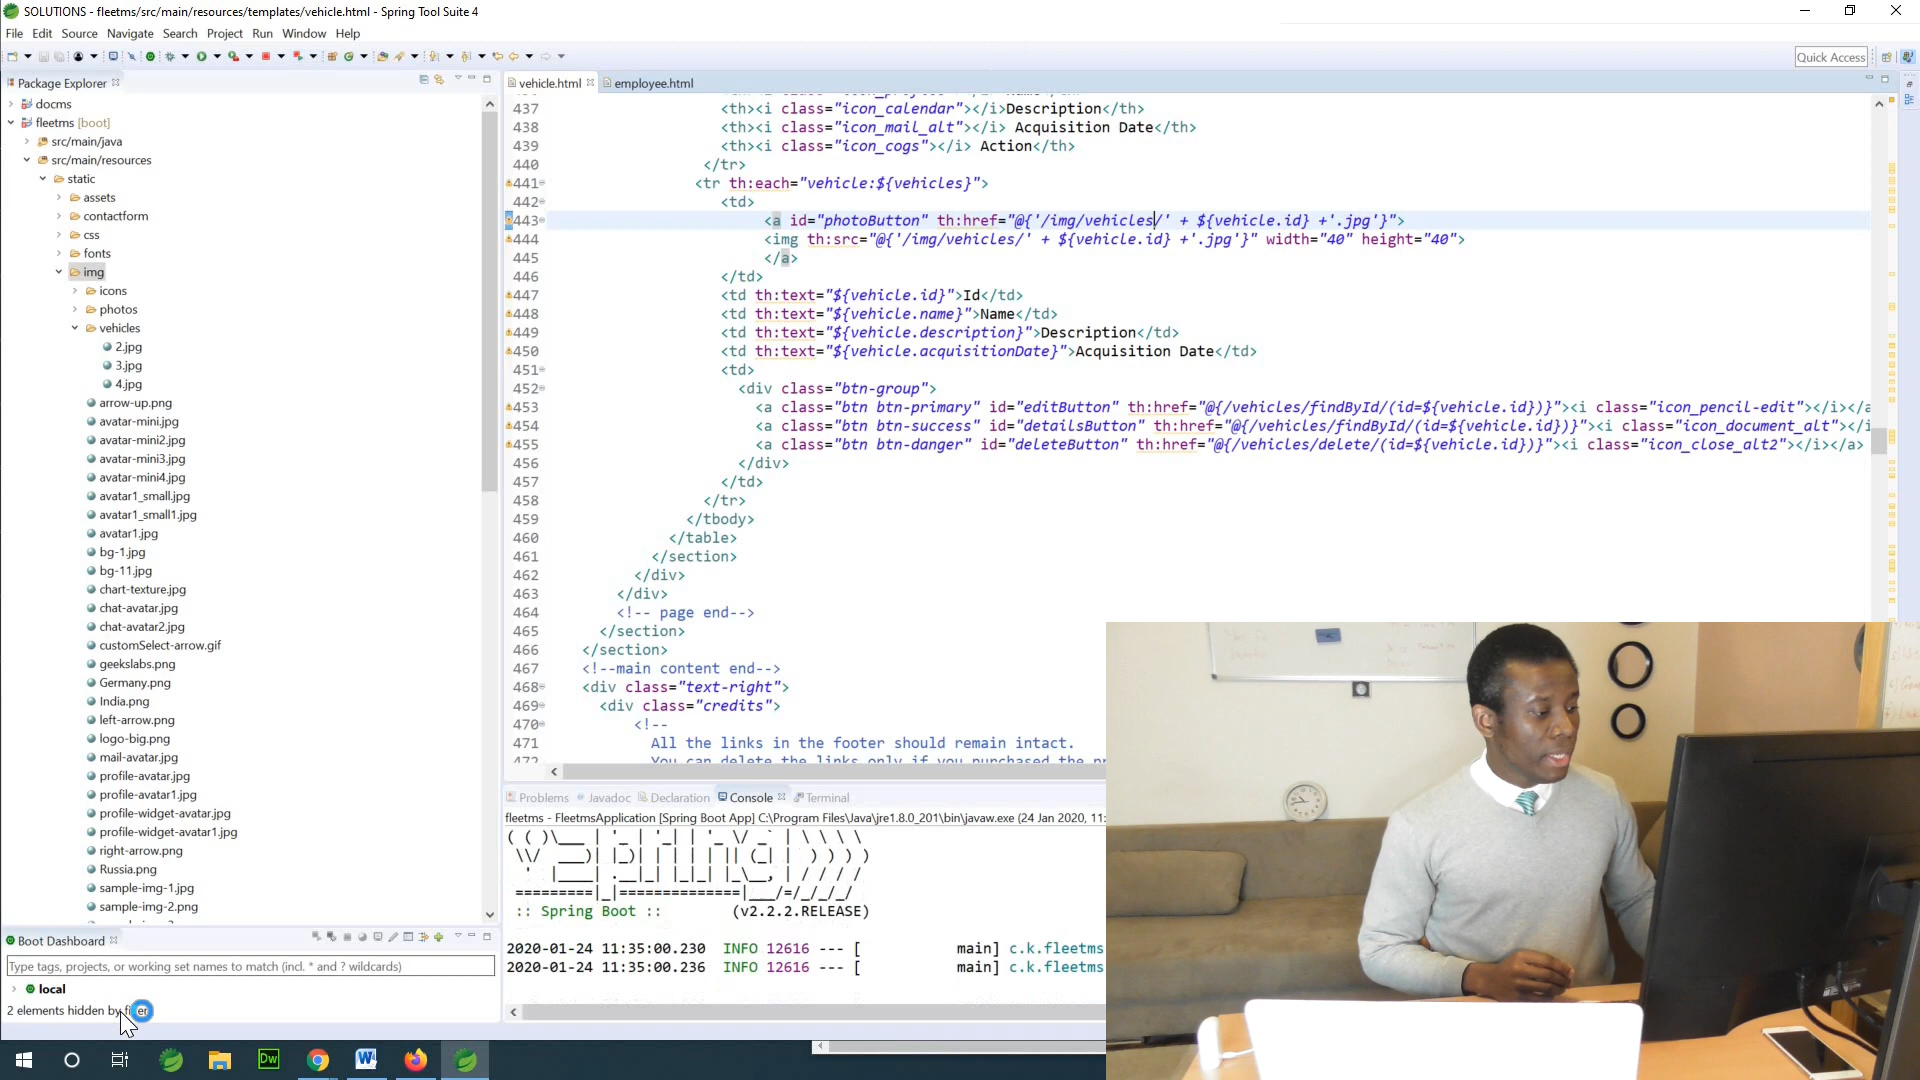 SOLUTIONS - fleetms/src/main/resources/templates/vehicle.html - Spring Tool Suite 4
File Edit Source Navigate Search Project Run Window Help
Quick Access
Package Explorer
docms
fleetms [boot]
src/main/java
src/main/resources
static
assets
contactform
css
fonts
img
icons
photos
vehicles
2.jpg
3.jpg
4.jpg
arrow-up.png
avatar-mini.jpg
avatar-mini2.jpg
avatar-mini3.jpg
avatar-mini4.jpg
avatar1_small.jpg
avatar1_small1.jpg
avatar1.jpg
bg-1.jpg
bg-11.jpg
chart-texture.jpg
chat-avatar.jpg
chat-avatar2.jpg
customSelect-arrow.gif
geekslabs.png
Germany.png
India.png
left-arrow.png
logo-big.png
mail-avatar.jpg
profile-avatar.jpg
profile-avatar1.jpg
profile-widget-avatar.jpg
profile-widget-avatar1.jpg
right-arrow.png
Russia.png
sample-img-1.jpg
sample-img-2.png
Boot Dashboard
Type tags, projects, or working set names to match (incl. * and ? wildcards)
local
2 elements hidden by
vehicle.html employee.html
437 <th><i class="icon_calendar"></i>Description</th>
438 <th><i class="icon_mail_alt"></i> Acquisition Date</th>
439 <th><i class="icon_cogs"></i> Action</th>
440 </tr>
441 <tr th:each="vehicle:${vehicles}">
442 <td>
443 <a id="photoButton" th:href="@{'/img/vehicles/' + ${vehicle.id} +'.jpg'}">
444 <img th:src="@{'/img/vehicles/' + ${vehicle.id} +'.jpg'}" width="40" height="40">
445 </a>
446 </td>
447 <td th:text="${vehicle.id}">Id</td>
448 <td th:text="${vehicle.name}">Name</td>
449 <td th:text="${vehicle.description}">Description</td>
450 <td th:text="${vehicle.acquisitionDate}">Acquisition Date</td>
451 <td>
452 <div class="btn-group">
453 <a class="btn btn-primary" id="editButton" th:href="@{/vehicles/findById/(id=${vehicle.id})}"><i class="icon_pencil-edit"></i></a
454 <a class="btn btn-success" id="detailsButton" th:href="@{/vehicles/findById/(id=${vehicle.id})}"><i class="icon_document_alt"></i
455 <a class="btn btn-danger" id="deleteButton" th:href="@{/vehicles/delete/(id=${vehicle.id})}"><i class="icon_close_alt2"></i></a>
456 </div>
457 </td>
458 </tr>
459 </tbody>
460 </table>
461 </section>
462 </div>
463 </div>
464 <!-- page end-->
465 </section>
466 </section>
467 <!--main content end-->
468 <div class="text-right">
469 <div class="credits">
470 <!--
471 All the links in the footer should remain intact.
472 You can delete the links only if you purchased the
Problems Javadoc Declaration Console Terminal
fleetms - FleetmsApplication [Spring Boot App] C:\Program Files\Java\jre1.8.0_201\bin\javaw.exe (24 Jan 2020, 11:
:: Spring Boot :: (v2.2.2.RELEASE)
2020-01-24 11:35:00.230 INFO 12616 --- [ main] c.k.fleetms
2020-01-24 11:35:00.236 INFO 12616 --- [ main] c.k.fleetms